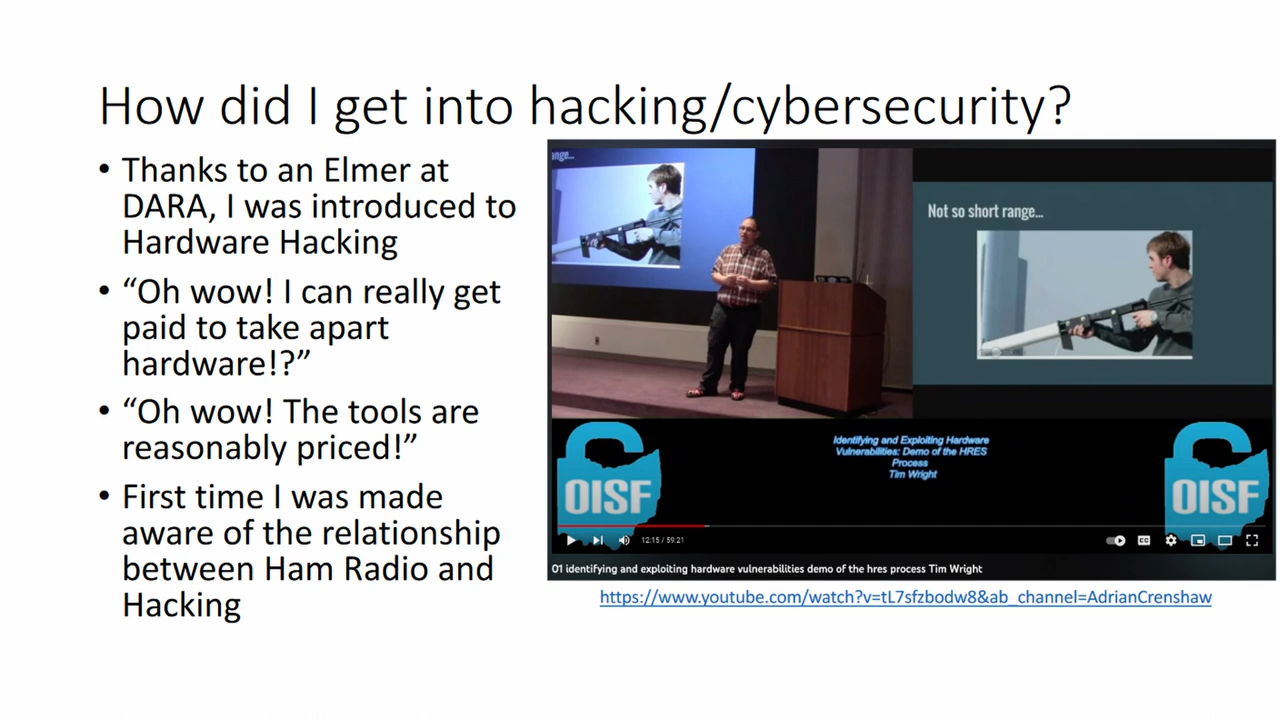 How did I get into hacking/cybersecurity?
• Thanks to an Elmer at
DARA, I was introduced to
Hardware Hacking
• “Oh wow! I can really get
paid to take apart
hardware!?”
• “Oh wow! The tools are
reasonably priced!”
• First time I was made
aware of the relationship
between Ham Radio and
Hacking
ange...
Not so short range...
Identifying and Exploiting Hardware
Vulnerabilities: Demo of the HRES
Process
Tim Wright
OISF
OISF
12:15 / 59:21
CC
01 identifying and exploiting hardware vulnerabilities demo of the hres process Tim Wright
https://www.youtube.com/watch?v=tL7sfzbodw8&ab_channel=AdrianCrenshaw